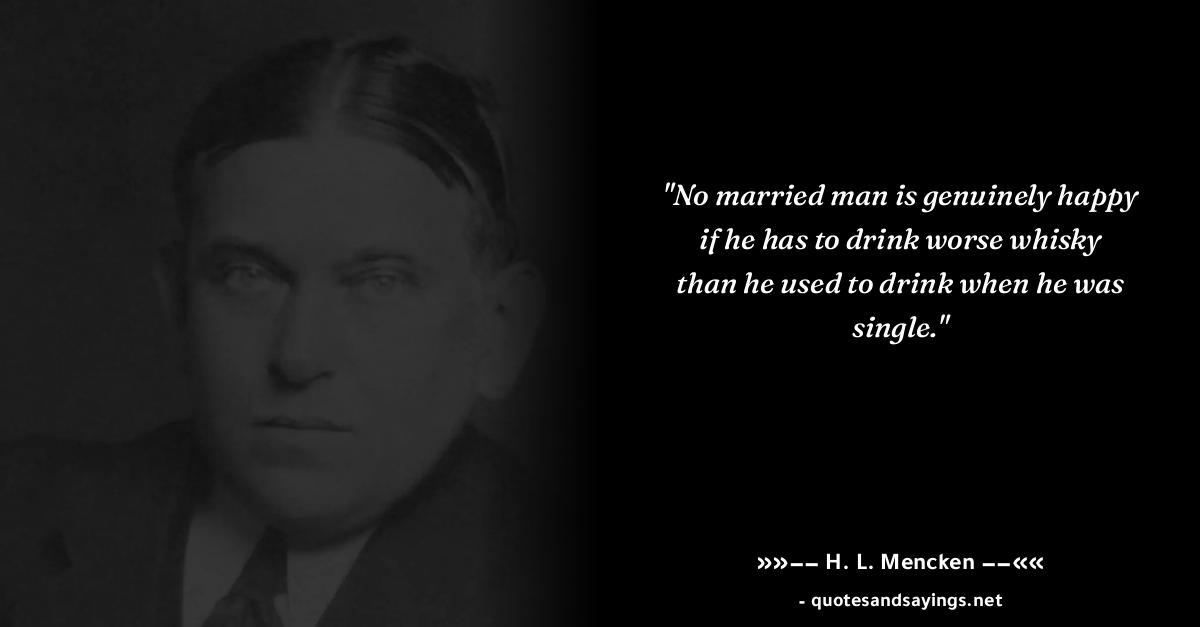 "No married man is genuinely happy
if he has to drink worse whisky
than he used to drink when he was
single."
»»–– H. L. Mencken ––««
- quotesandsayings.net